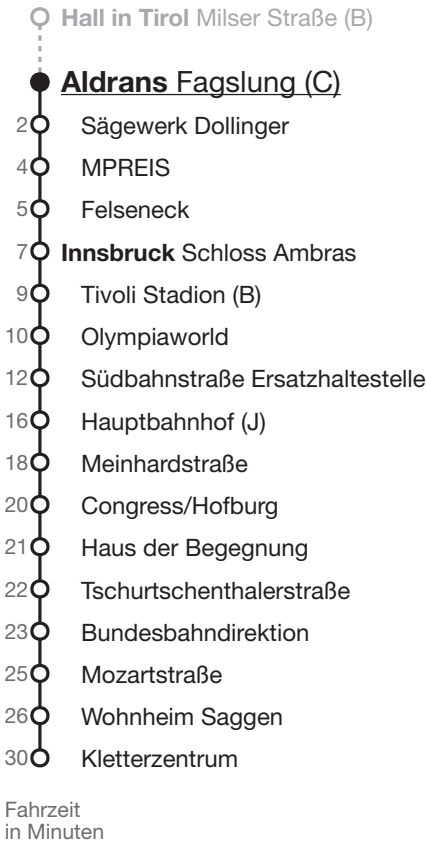 Hall in Tirol Milser Straße (B)
Aldrans Fagslung (C)
2 Sägewerk Dollinger
4 MPREIS
5 Felseneck
7 Innsbruck Schloss Ambras
9 Tivoli Stadion (B)
10 Olympiaworld
12 Südbahnstraße Ersatzhaltestelle
16 Hauptbahnhof (J)
18 Meinhardstraße
20 Congress/Hofburg
21 Haus der Begegnung
22 Tschurtschenthalerstraße
23 Bundesbahndirektion
25 Mozartstraße
26 Wohnheim Saggen
30 Kletterzentrum
Fahrzeit
in Minuten